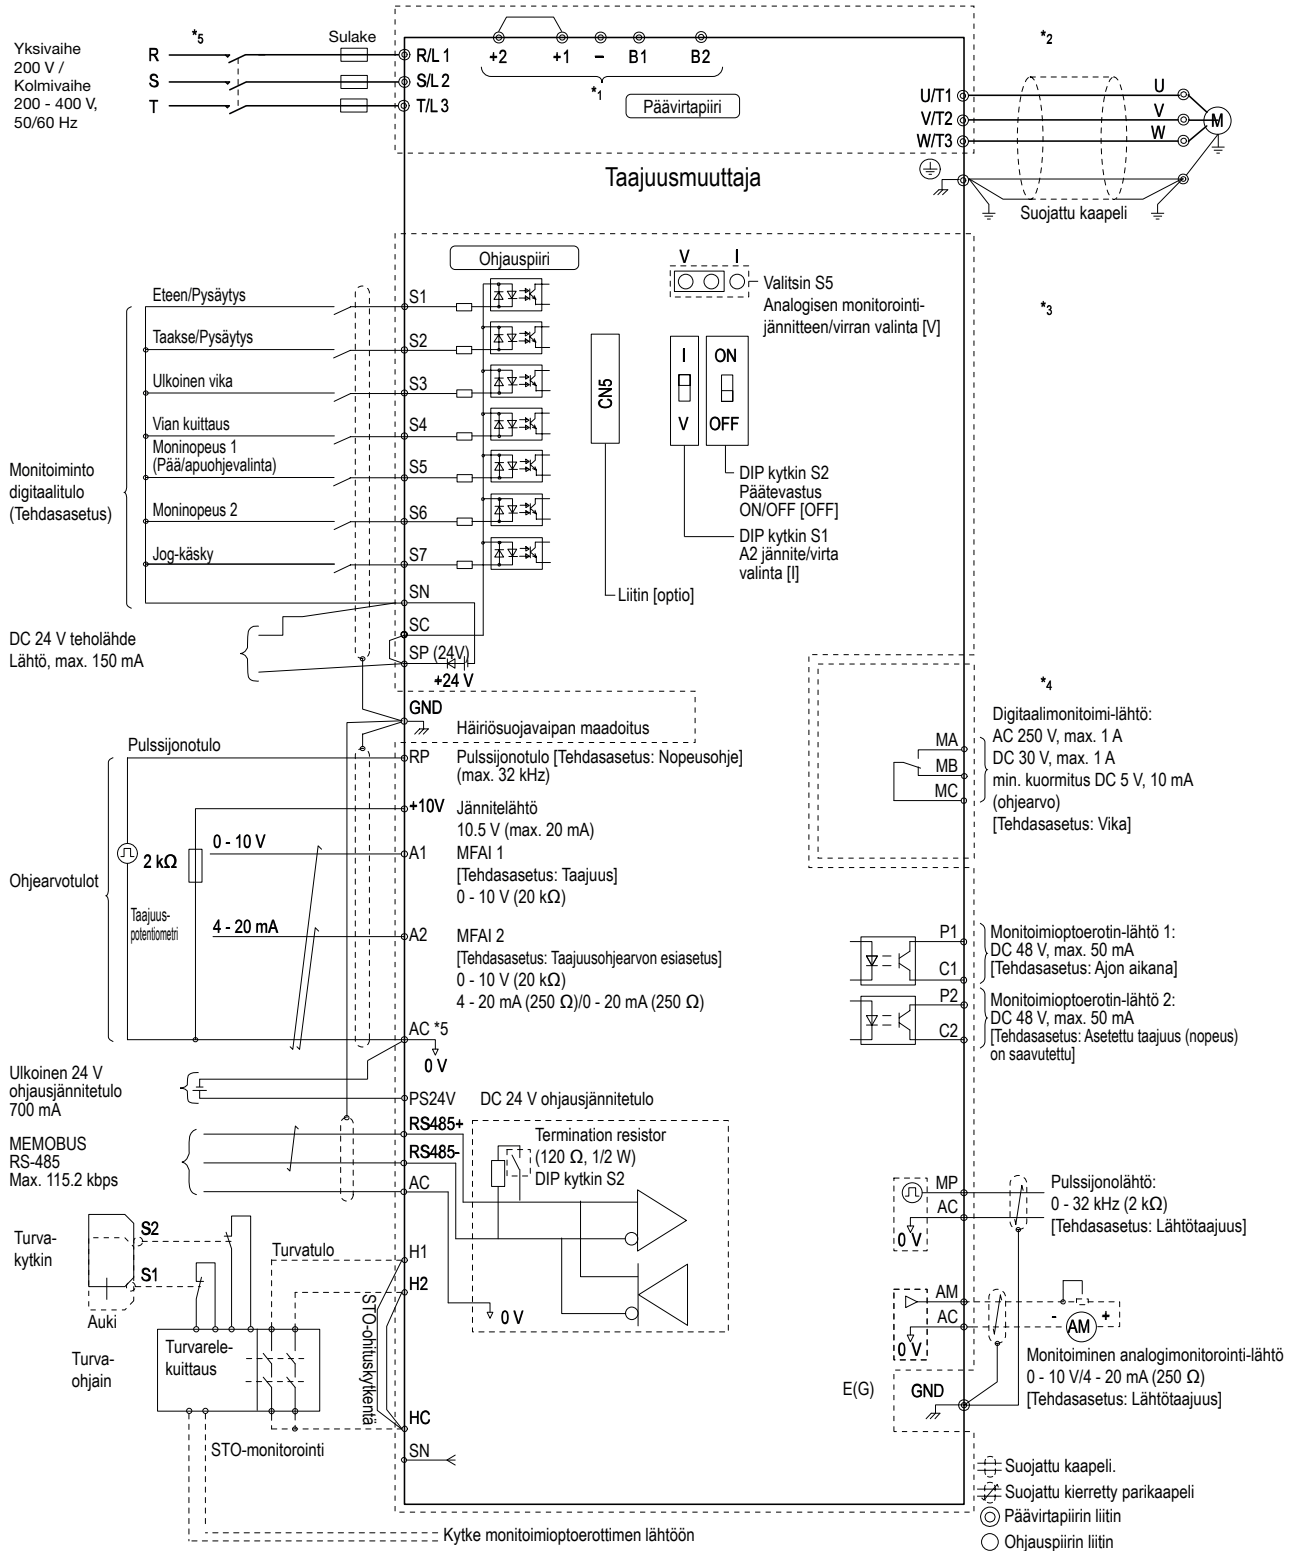 Yksivaihe
200 V /
Kolmivaihe
200 - 400 V,
50/60 Hz
*5
Sulake
R
S
T
R/L1
S/L2
T/L3
+2
+1
–
B1
B2
*1
Päävirtapiiri
*2
U/T1
V/T2
W/T3
U
V
W
M
Suojattu kaapeli
Taajuusmuuttaja
Ohjauspiiri
Monitoiminto
digitaalitulo
(Tehdasasetus)
Eteen/Pysäytys
S1
Taakse/Pysäytys
S2
Ulkoinen vika
S3
Vian kuittaus
S4
Moninopeus 1
(Pää/apuohjevalinta)
S5
Moninopeus 2
S6
Jog-käsky
S7
SN
SC
SP (24V)
+24 V
DC 24 V teholähde
Lähtö, max. 150 mA
V
I
Valitsin S5
Analogisen monitorointi-
jännitteen/virran valinta [V]
*3
CN5
Liitin [optio]
I
V
ON
OFF
DIP kytkin S2
Päätevastus
ON/OFF [OFF]
DIP kytkin S1
A2 jännite/virta
valinta [I]
GND
Häiriösuojavaipan maadoitus
Ohjearvotulot
Pulssijonotulo
RP
Pulssijonotulo [Tehdasasetus: Nopeusohje]
(max. 32 kHz)
+10V
Jännitelähtö
10.5 V (max. 20 mA)
2 kΩ
Taajuus-
potentiometri
0 - 10 V
A1
MFAI 1
[Tehdasasetus: Taajuus]
0 - 10 V (20 kΩ)
4 - 20 mA
A2
MFAI 2
[Tehdasasetus: Taajuusohjearvon esiasetus]
0 - 10 V (20 kΩ)
4 - 20 mA (250 Ω)/0 - 20 mA (250 Ω)
AC *5
0 V
Ulkoinen 24 V
ohjausjännitetulo
700 mA
PS24V
DC 24 V ohjausjännitetulo
MEMOBUS
RS-485
Max. 115.2 kbps
RS485+
RS485-
AC
Termination resistor
(120 Ω, 1/2 W)
DIP kytkin S2
0 V
Turva-
kytkin
S2
S1
Auki
Turva-
ohjain
Turvarele-
kuittaus
Turvatulo
H1
H2
STO-ohituskytkentä
HC
SN
STO-monitorointi
Kytke monitoimioptoerottimen lähtöön
*4
MA
MB
MC
Digitaalimonitoimi-lähtö:
AC 250 V, max. 1 A
DC 30 V, max. 1 A
min. kuormitus DC 5 V, 10 mA
(ohjearvo)
[Tehdasasetus: Vika]
P1
C1
Monitoimioptoerotin-lähtö 1:
DC 48 V, max. 50 mA
[Tehdasasetus: Ajon aikana]
P2
C2
Monitoimioptoerotin-lähtö 2:
DC 48 V, max. 50 mA
[Tehdasasetus: Asetettu taajuus (nopeus)
on saavutettu]
MP
AC
0 V
Pulssijonolähtö:
0 - 32 kHz (2 kΩ)
[Tehdasasetus: Lähtötaajuus]
AM
AC
0 V
-
AM
+
Monitoiminen analogimonitorointi-lähtö
0 - 10 V/4 - 20 mA (250 Ω)
[Tehdasasetus: Lähtötaajuus]
E(G)
GND
Suojattu kaapeli.
Suojattu kierretty parikaapeli
Päävirtapiirin liitin
Ohjauspiirin liitin